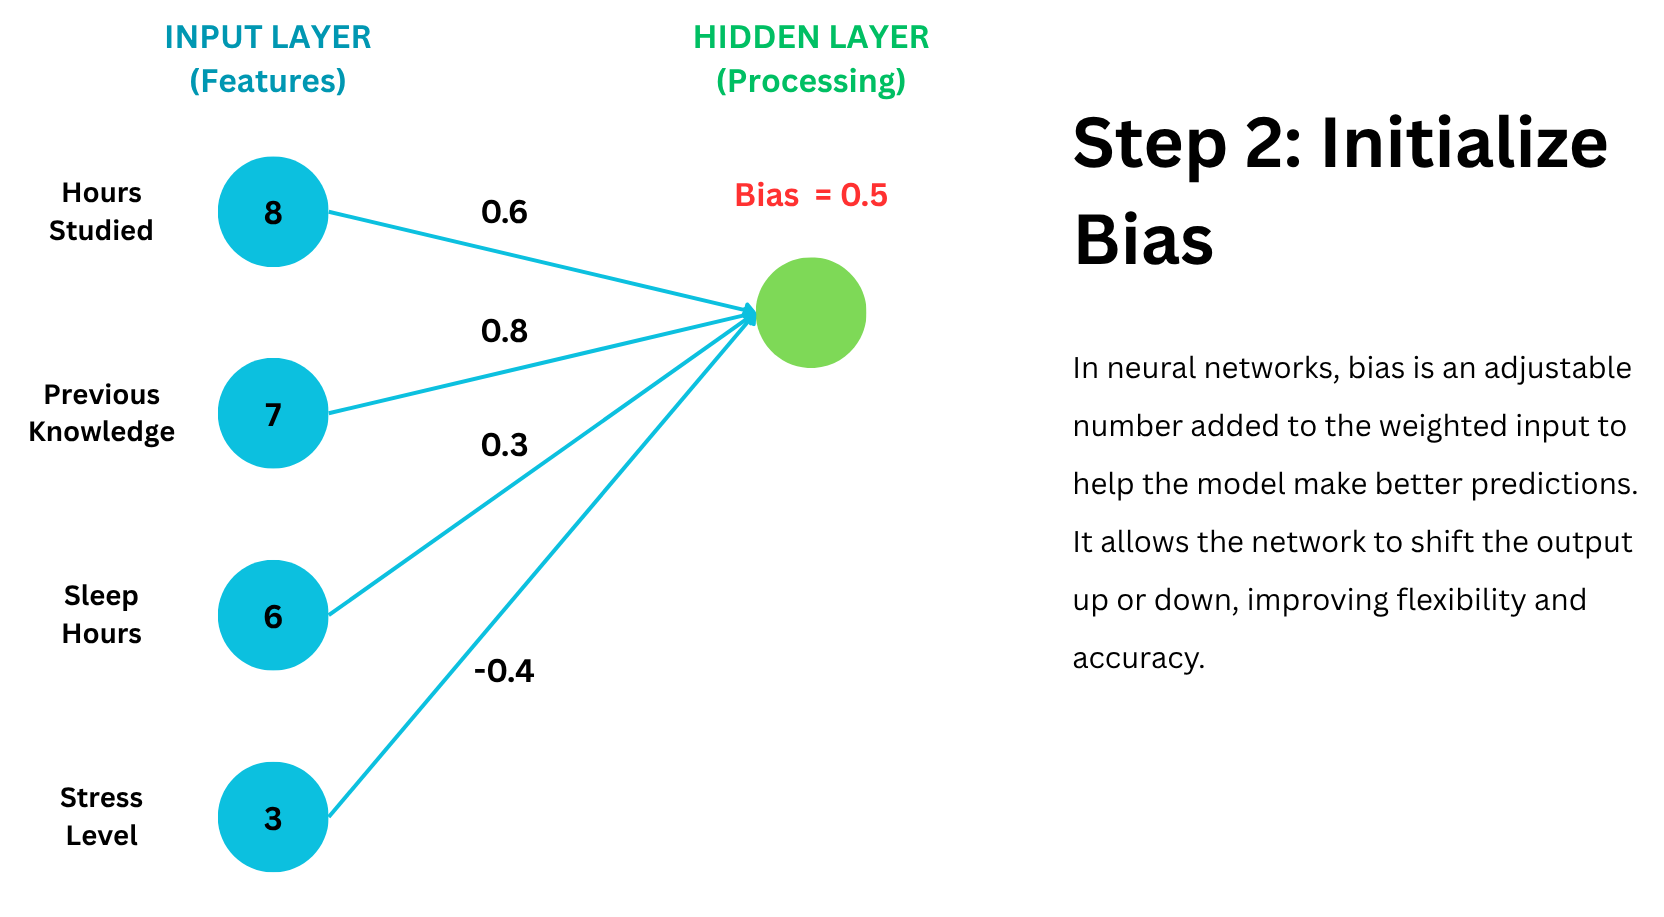 INPUT LAYER
(Features)
HIDDEN LAYER
(Processing)
Hours
Studied
8
0.6
Bias = 0.5
Previous
Knowledge
7
0.8
Sleep
Hours
6
0.3
Stress
Level
3
-0.4
Step 2: Initialize
Bias
In neural networks, bias is an adjustable
number added to the weighted input to
help the model make better predictions.
It allows the network to shift the output
up or down, improving flexibility and
accuracy.